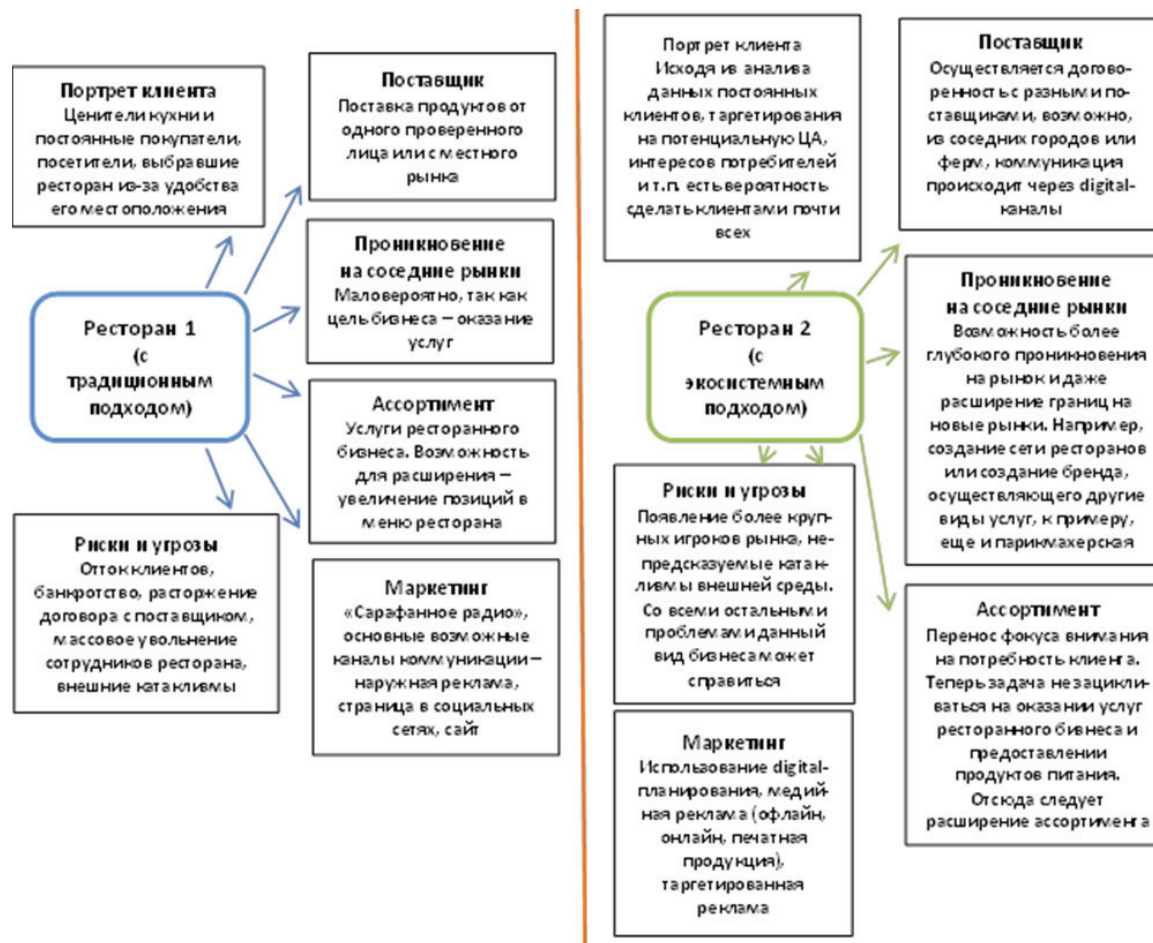 Портрет клиента
Ценители кухни и
постоянные покупатели,
посетители, выбравшие
ресторан из-за удобства
его местоположения
Поставщик
Поставка продуктов от
одного проверенного
лица или с местного
рынка
Проникновение
на соседние рынки
Маловероятно, так как
цель бизнеса – оказание
услуг
Ресторан 1
(с
традиционным
подходом)
Ассортимент
Услуги ресторанного
бизнеса. Возможность
для расширения –
увеличение позиций в
меню ресторана
Риски и угрозы
Отток клиентов,
банкротство, расторжение
договора с поставщиком,
массовое увольнение
сотрудников ресторана,
внешние катаклизмы
Маркетинг
«Сарафанное радио»,
основные возможные
каналы коммуникации –
наружная реклама,
страница в социальных
сетях, сайт
Портрет клиента
Исходя из анализа
данных постоянных
клиентов, таргетирования
на потенциальную ЦА,
интересов потребителей
и т.п. есть вероятность
сделать клиентами почти
всех
Поставщик
Осуществляется догово-
ренность с разными по-
ставщиками, возможно,
из соседних городов или
ферм, коммуникация
происходит через digital-
каналы
Ресторан 2
(с
экосистемным
подходом)
Проникновение
на соседние рынки
Возможность более
глубокого проникновения
на рынок и даже
расширение границ на
новые рынки. Например,
создание сети ресторанов
или создание бренда,
осуществляющего другие
виды услуг, к примеру,
еще и парикмахерская
Риски и угрозы
Появление более круп-
ных игроков рынка, не-
предсказуемые катак-
лизмы внешней среды.
Со всеми остальными
проблемами данный
вид бизнеса может
справиться
Маркетинг
Использование digital-
планирования, медий-
ная реклама (офлайн,
онлайн, печатная
продукция),
таргетированная
реклама
Ассортимент
Перенос фокуса внимания
на потребность клиента.
Теперь задача не зацикли-
ваться на оказании услуг
ресторанного бизнеса и
предоставлении
продуктов питания.
Отсюда следует
расширение ассортимента